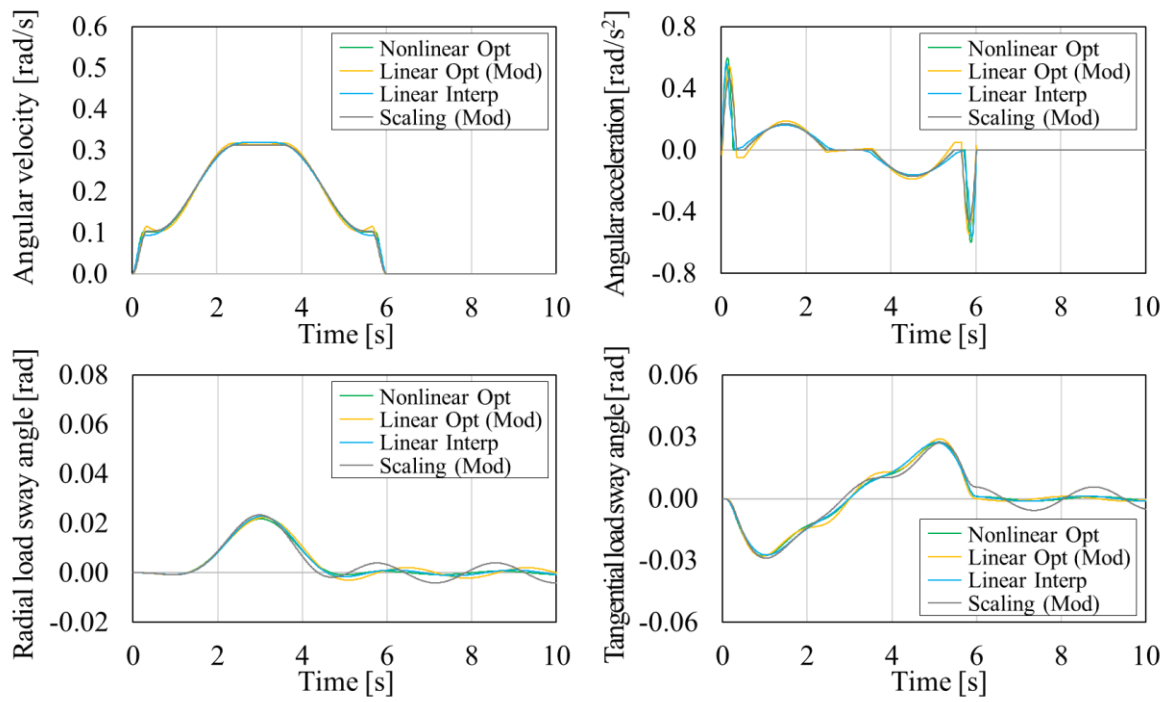 Angular velocity [rad/s]
0.6
0.5
0.4
0.3
0.2
0.1
0.0
Nonlinear Opt
Linear Opt (Mod)
Linear Interp
Scaling (Mod)
0 2 4 6 8 10
Time [s]
Angular acceleration [rad/s²]
0.8
0.4
0.0
-0.4
-0.8
Nonlinear Opt
Linear Opt (Mod)
Linear Interp
Scaling (Mod)
0 2 4 6 8 10
Time [s]
Radial load sway angle [rad]
0.08
0.06
0.04
0.02
0.00
-0.02
Nonlinear Opt
Linear Opt (Mod)
Linear Interp
Scaling (Mod)
0 2 4 6 8 10
Time [s]
Tangential load sway angle [rad]
0.06
0.03
0.00
-0.03
-0.06
Nonlinear Opt
Linear Opt (Mod)
Linear Interp
Scaling (Mod)
0 2 4 6 8 10
Time [s]